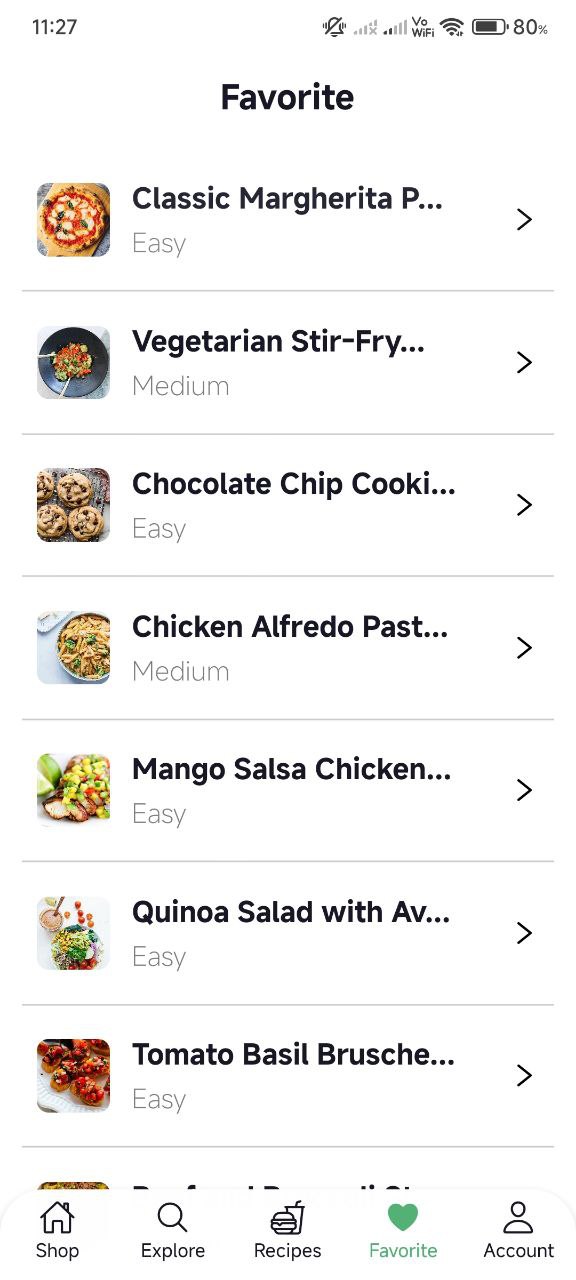 11:27
Vo
WiFi
80%
Favorite
Classic Margherita P...
Easy
Vegetarian Stir-Fry...
Medium
Chocolate Chip Cooki...
Easy
Chicken Alfredo Past...
Medium
Mango Salsa Chicken...
Easy
Quinoa Salad with Av...
Easy
Tomato Basil Brusche...
Easy
Shop Explore Recipes Favorite Account